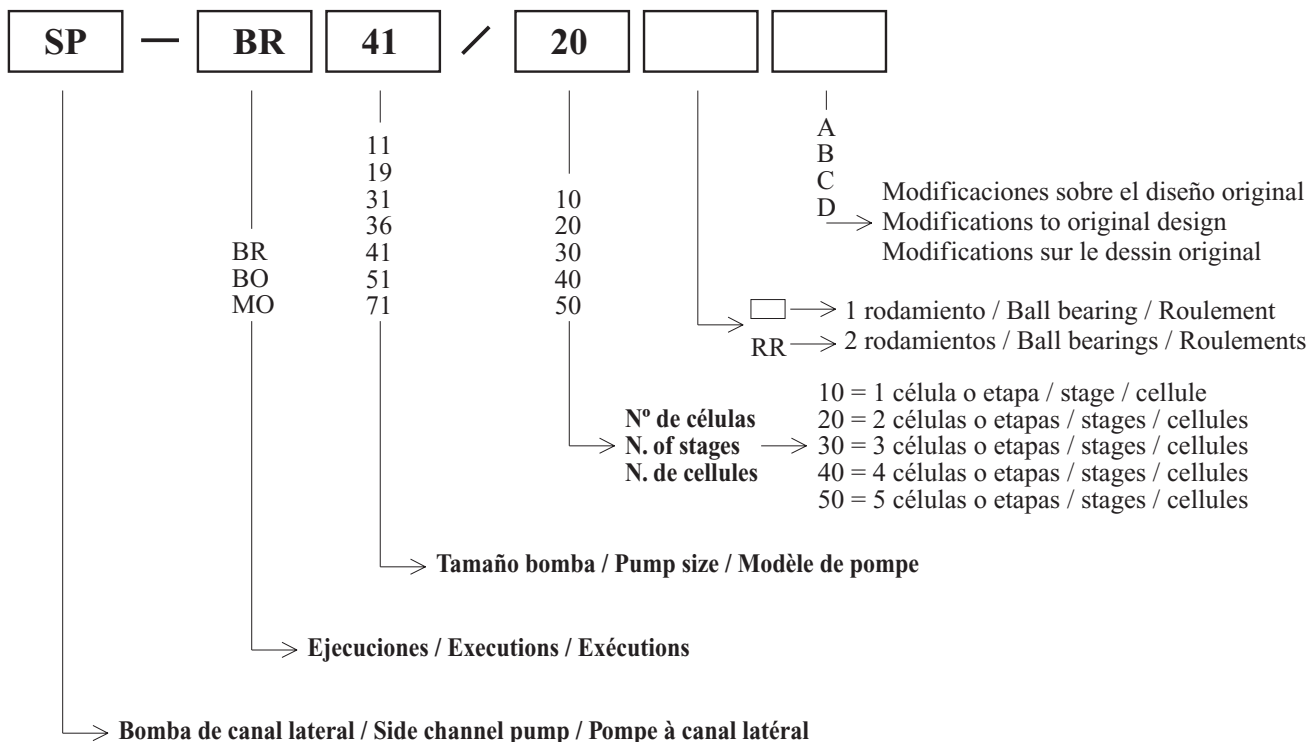 SP — BR 41 / 20
11
19
31
36
41
51
71
BR
BO
MO
10
20
30
40
50
A
B
C
D
Modificaciones sobre el diseño original
Modifications to original design
Modifications sur le dessin original
1 rodamiento / Ball bearing / Roulement
RR 2 rodamientos / Ball bearings / Roulements
Nº de células
N. of stages
N. de cellules
10 = 1 célula o etapa / stage / cellule
20 = 2 células o etapas / stages / cellules
30 = 3 células o etapas / stages / cellules
40 = 4 células o etapas / stages / cellules
50 = 5 células o etapas / stages / cellules
Tamaño bomba / Pump size / Modèle de pompe
Ejecuciones / Executions / Exécutions
Bomba de canal lateral / Side channel pump / Pompe à canal latéral